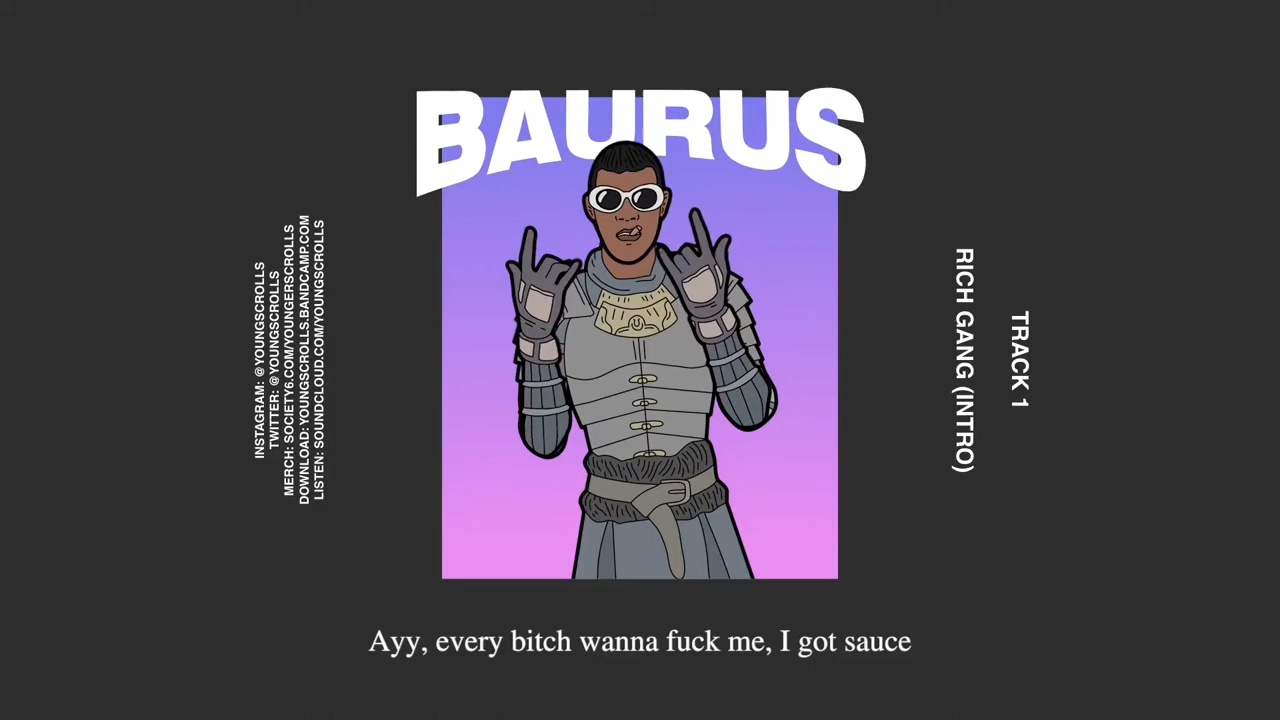 BAURUS
INSTAGRAM: @YOUNGSCROLLS
TWITTER: @YOUNGSCROLLS
MERCH: SOCIETY6.COM/YOUNGERSCROLLS
DOWNLOAD: YOUNGSCROLLS.BANDCAMP.COM
LISTEN: SOUNDCLOUD.COM/YOUNGSCROLLS
TRACK 1
RICH GANG (INTRO)
Ayy, every bitch wanna fuck me, I got sauce